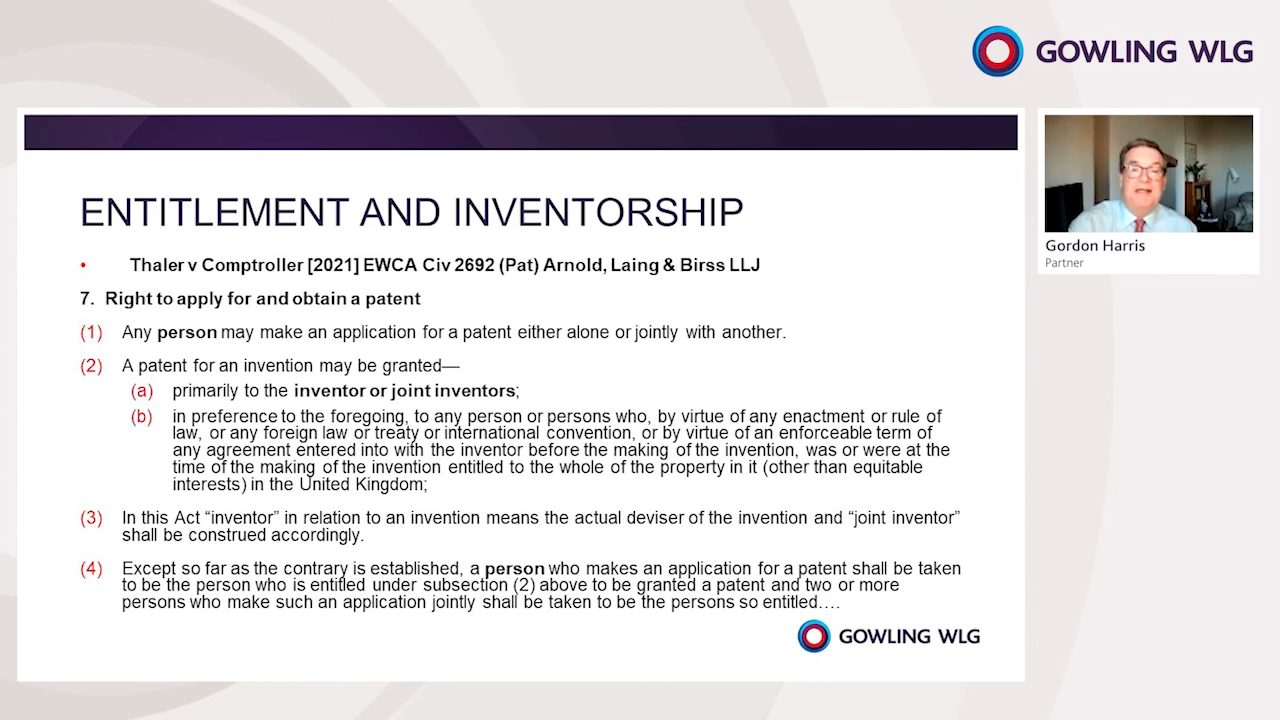 GOWLING WLG
ENTITLEMENT AND INVENTORSHIP
• Thaler v Comptroller [2021] EWCA Civ 2692 (Pat) Arnold, Laing & Birss LLJ
7. Right to apply for and obtain a patent
(1) Any person may make an application for a patent either alone or jointly with another.
(2) A patent for an invention may be granted—
(a) primarily to the inventor or joint inventors;
(b) in preference to the foregoing, to any person or persons who, by virtue of any enactment or rule of
law, or any foreign law or treaty or international convention, or by virtue of an enforceable term of
any agreement entered into with the inventor before the making of the invention, was or were at the
time of the making of the invention entitled to the whole of the property in it (other than equitable
interests) in the United Kingdom;
(3) In this Act “inventor” in relation to an invention means the actual deviser of the invention and “joint inventor”
shall be construed accordingly.
(4) Except so far as the contrary is established, a person who makes an application for a patent shall be taken
to be the person who is entitled under subsection (2) above to be granted a patent and two or more
persons who make such an application jointly shall be taken to be the persons so entitled….
GOWLING WLG
Gordon Harris
Partner